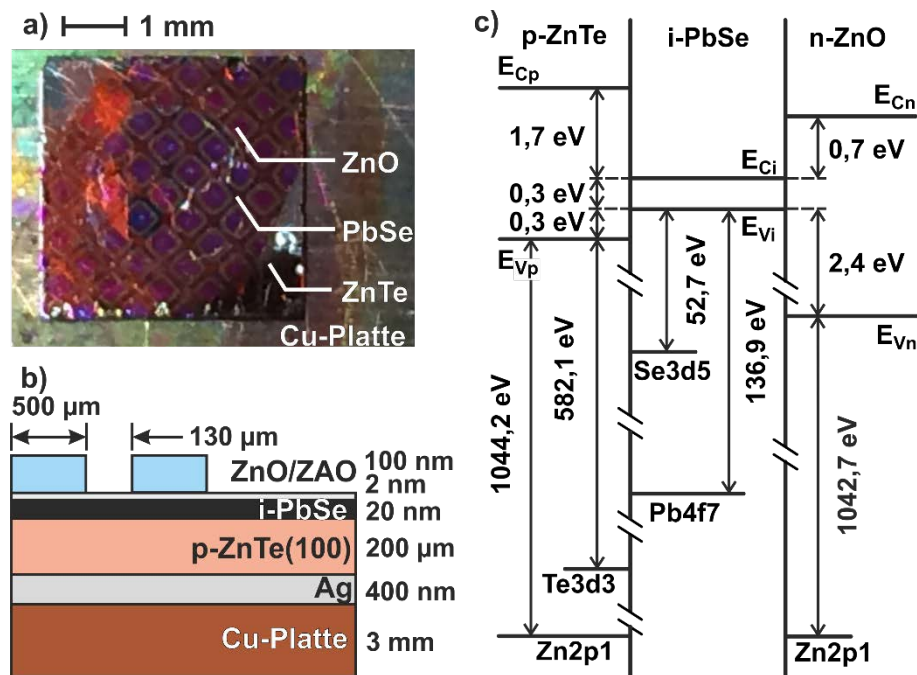 a)
1 mm
ZnO
PbSe
ZnTe
Cu-Platte
b)
500 µm
130 µm
ZnO/ZAO
100 nm
2 nm
i-PbSe
20 nm
p-ZnTe(100)
200 µm
Ag
400 nm
Cu-Platte
3 mm
c)
p-ZnTe
i-PbSe
n-ZnO
E_Cp
E_Cn
1,7 eV
0,7 eV
E_Ci
0,3 eV
0,3 eV
E_Vi
E_Vp
2,4 eV
52,7 eV
136,9 eV
E_Vn
Se3d5
582,1 eV
1044,2 eV
1042,7 eV
Pb4f7
Te3d3
Zn2p1
Zn2p1